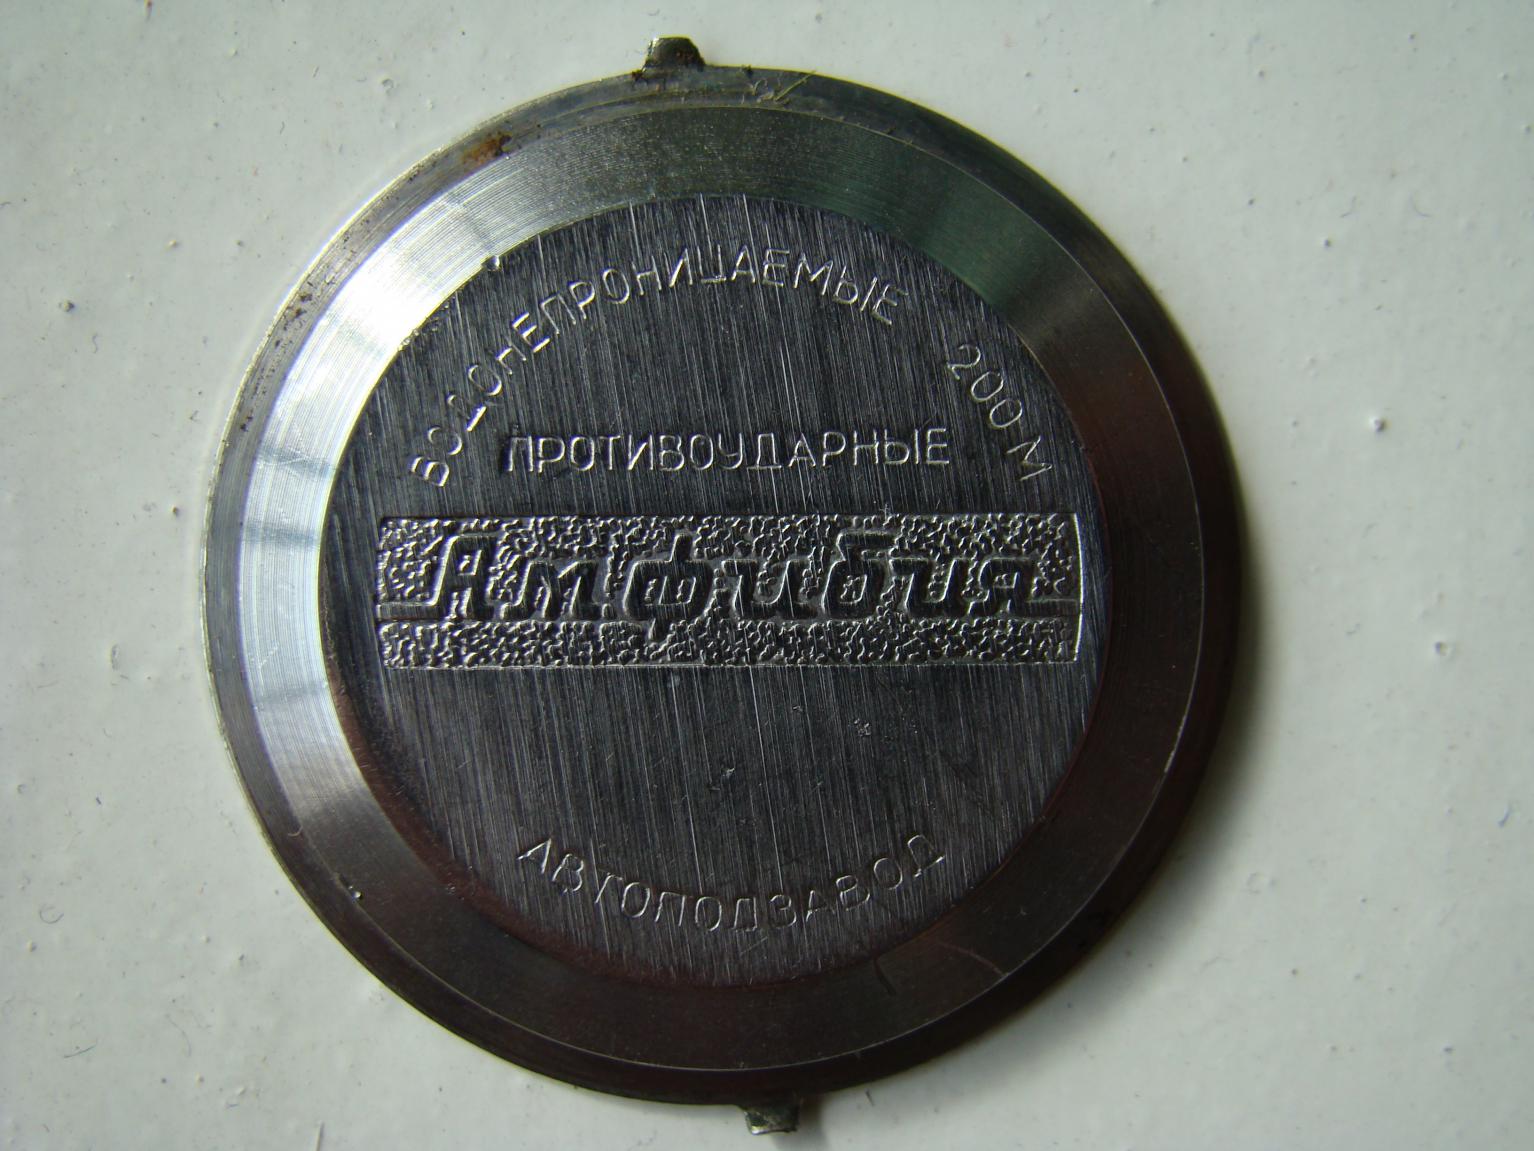 ВОДОНЕПРОНИЦАЕМЫЕ 200 М
ПРОТИВОУДАРНЫЕ
Амфибия
АВТОПОДЗАВОД